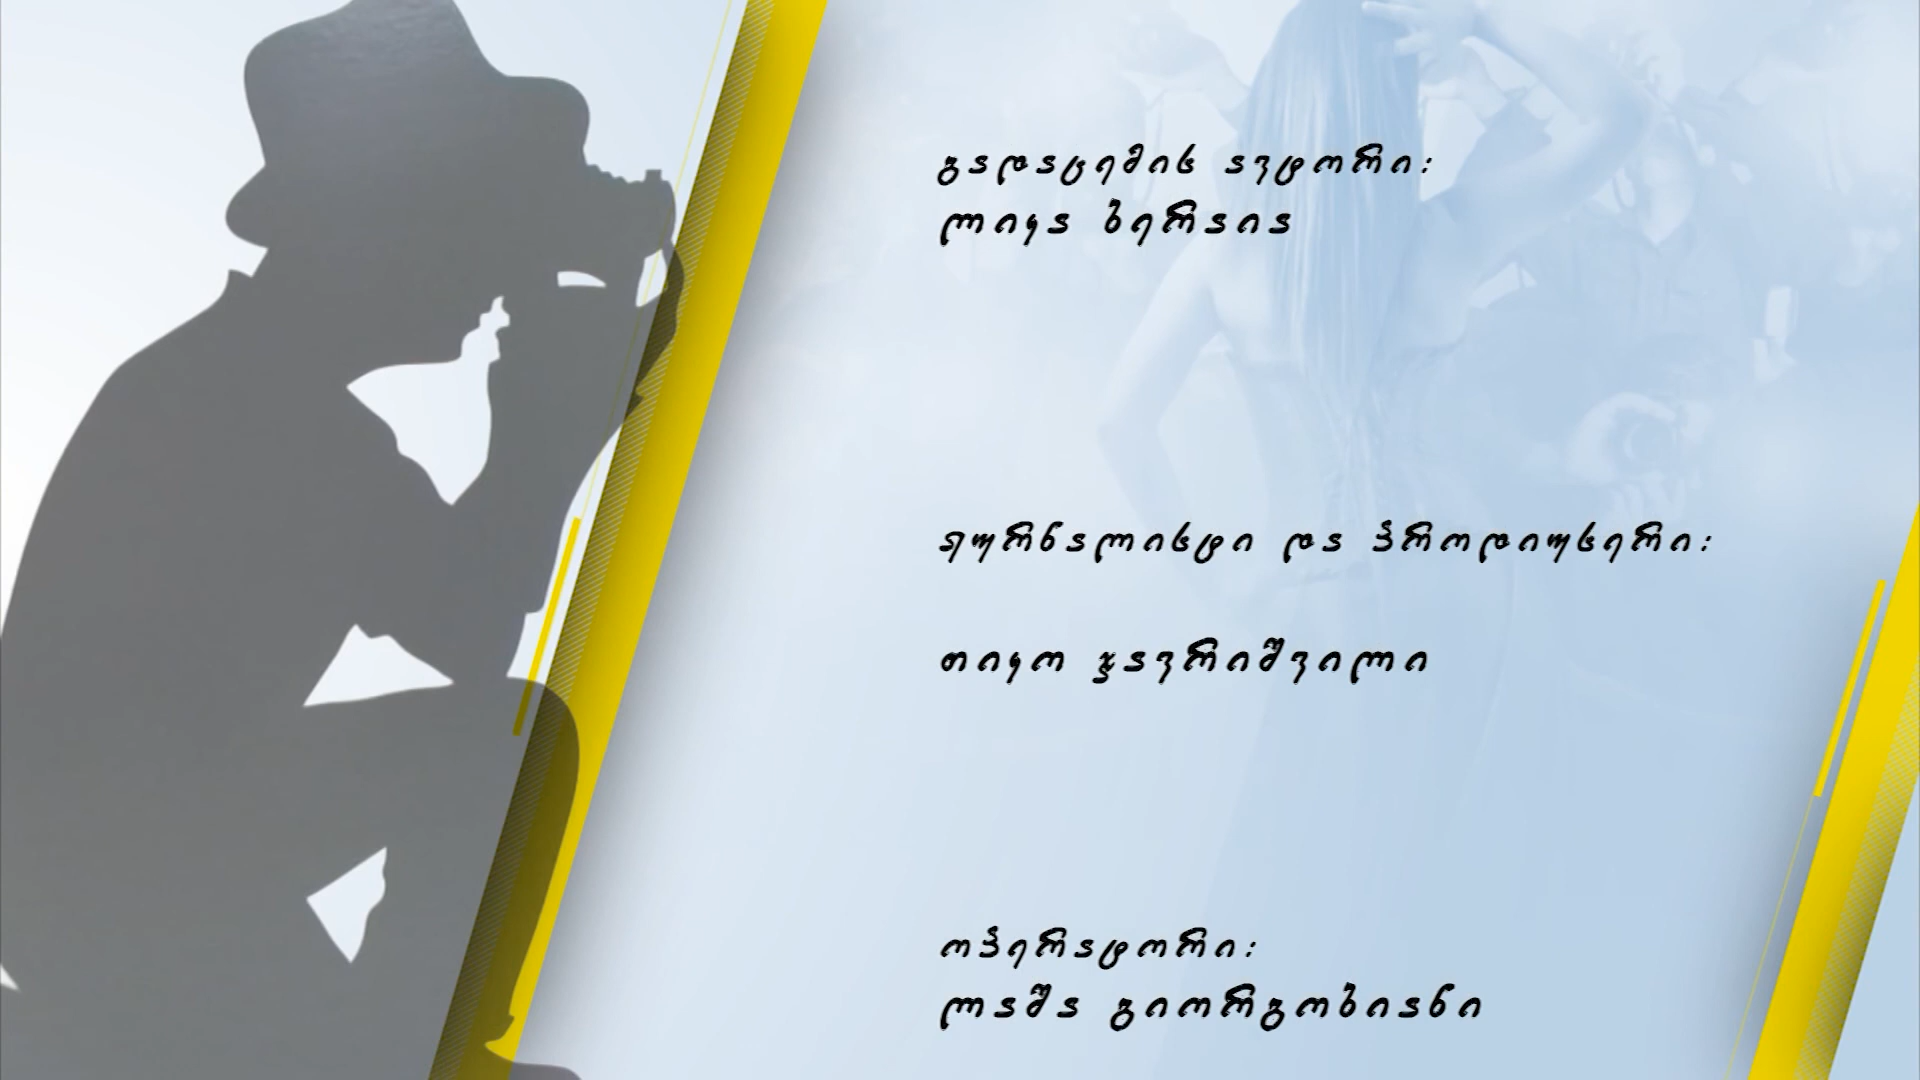 გადაცემის ავტორი:
ლიკა ბერაია
ჟურნალისტი და პროდიუსერი:
თიკო ჯავრიშვილი
ოპერატორი:
ლაშა გიორგობიანი